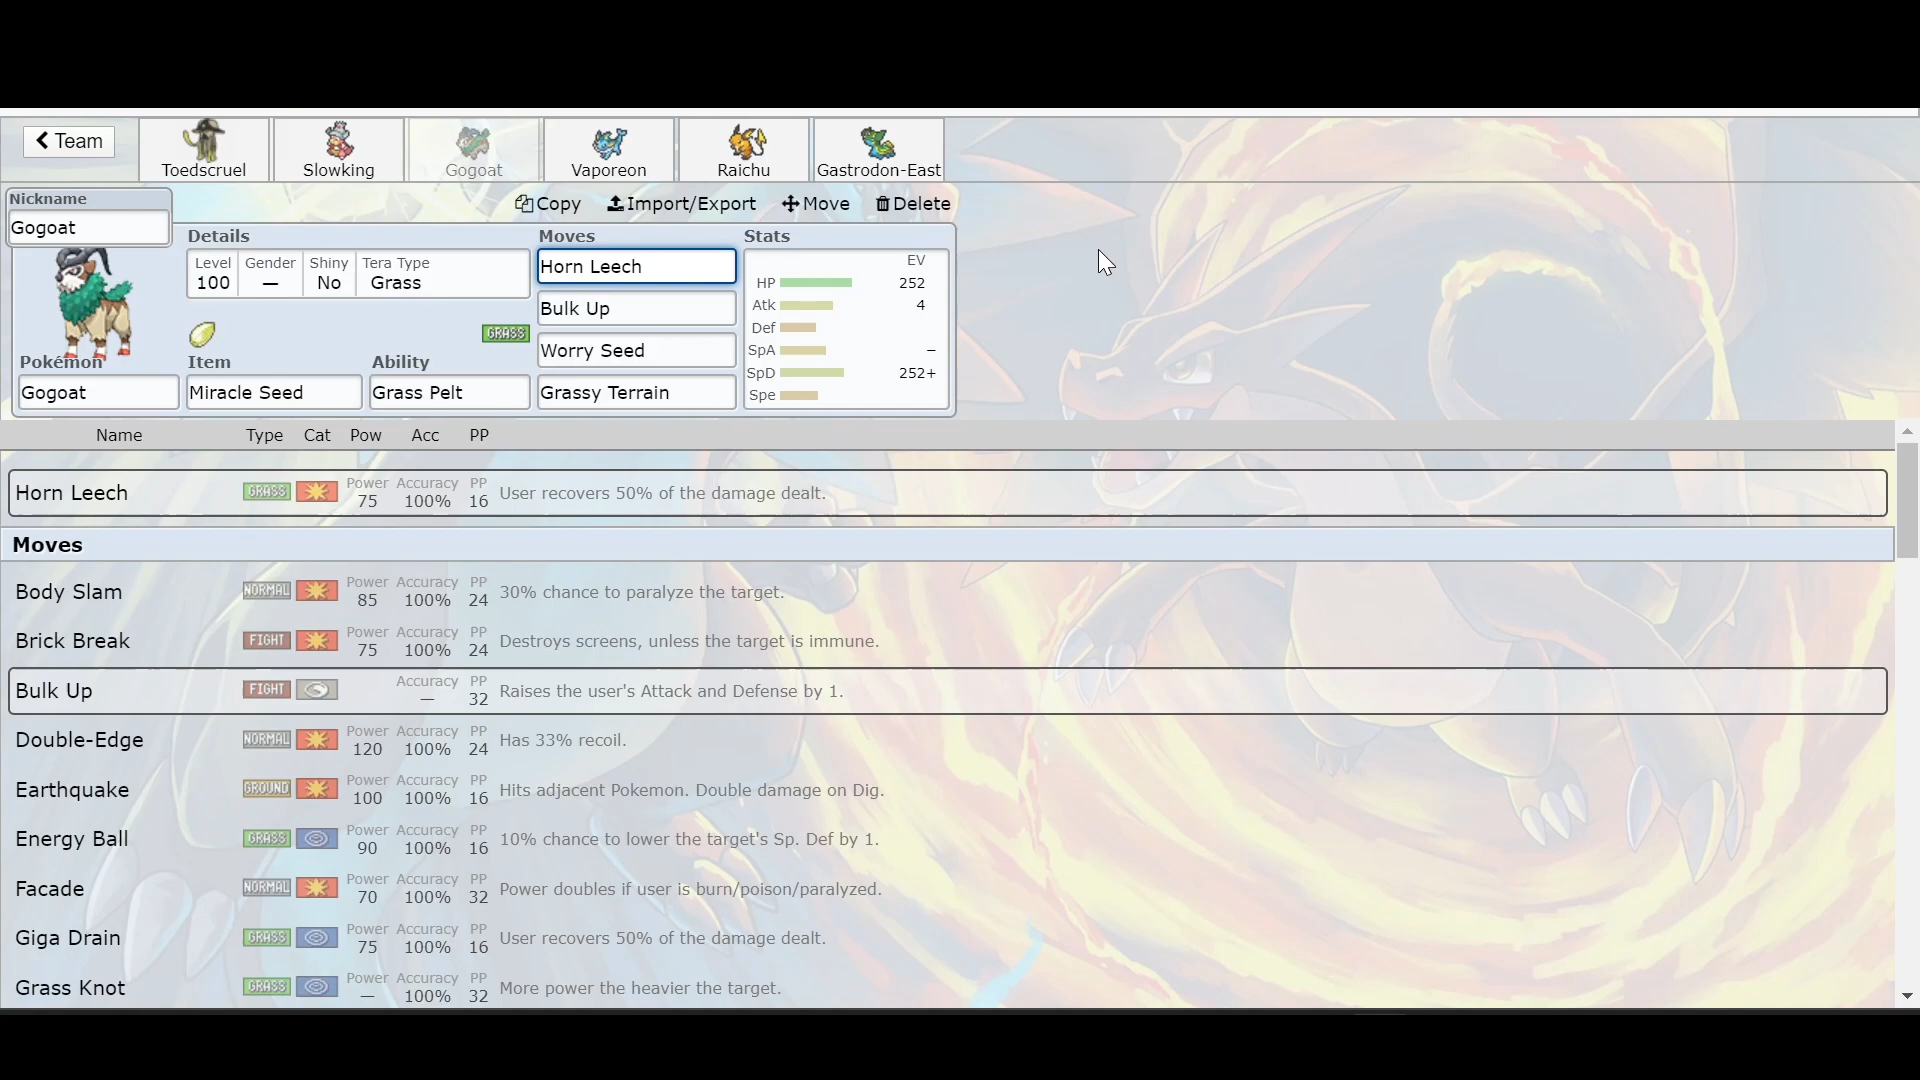 Team
Toedscruel
Slowking
Gogoat
Vaporeon
Raichu
Gastrodon-East
Nickname
Gogoat
Copy Import/Export Move Delete
Details
Level Gender Shiny Tera Type
100 — No Grass
GRASS
Pokémon Item Ability
Gogoat Miracle Seed Grass Pelt
Moves
Horn Leech
Bulk Up
Worry Seed
Grassy Terrain
Stats
EV
HP 252
Atk 4
Def
SpA –
SpD 252+
Spe
Name Type Cat Pow Acc PP
Horn Leech GRASS Power 75 Accuracy 100% PP 16 User recovers 50% of the damage dealt.
Moves
Body Slam NORMAL Power 85 Accuracy 100% PP 24 30% chance to paralyze the target.
Brick Break FIGHT Power 75 Accuracy 100% PP 24 Destroys screens, unless the target is immune.
Bulk Up FIGHT Accuracy — PP 32 Raises the user's Attack and Defense by 1.
Double-Edge NORMAL Power 120 Accuracy 100% PP 24 Has 33% recoil.
Earthquake GROUND Power 100 Accuracy 100% PP 16 Hits adjacent Pokemon. Double damage on Dig.
Energy Ball GRASS Power 90 Accuracy 100% PP 16 10% chance to lower the target's Sp. Def by 1.
Facade NORMAL Power 70 Accuracy 100% PP 32 Power doubles if user is burn/poison/paralyzed.
Giga Drain GRASS Power 75 Accuracy 100% PP 16 User recovers 50% of the damage dealt.
Grass Knot GRASS Power — Accuracy 100% PP 32 More power the heavier the target.